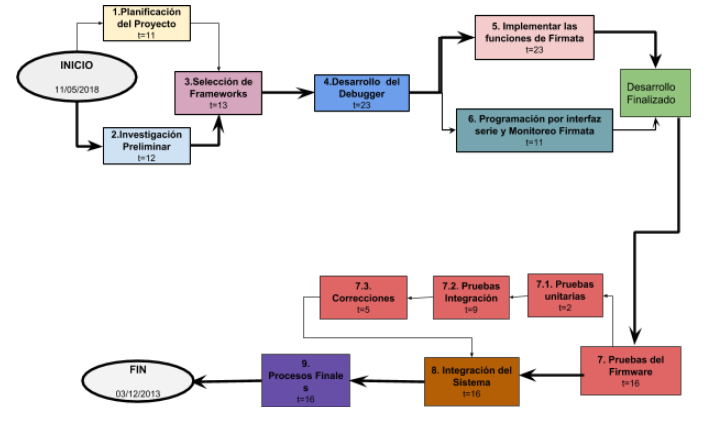 1.Planificación
del Proyecto
t=11
INICIO
11/05/2018
2.Investigación
Preliminar
t=12
3.Selección de
Frameworks
t=13
4.Desarrollo del
Debugger
t=23
5. Implementar las
funciones de Firmata
t=23
6. Programación por interfaz
serie y Monitoreo Firmata
t=11
Desarrollo
Finalizado
7.3.
Correcciones
t=5
7.2. Pruebas
Integración
t=9
7.1. Pruebas
unitarias
t=2
7. Pruebas del
Firmware
t=16
8. Integración del
Sistema
t=16
9.
Procesos Finale
s
t=16
FIN
03/12/2013